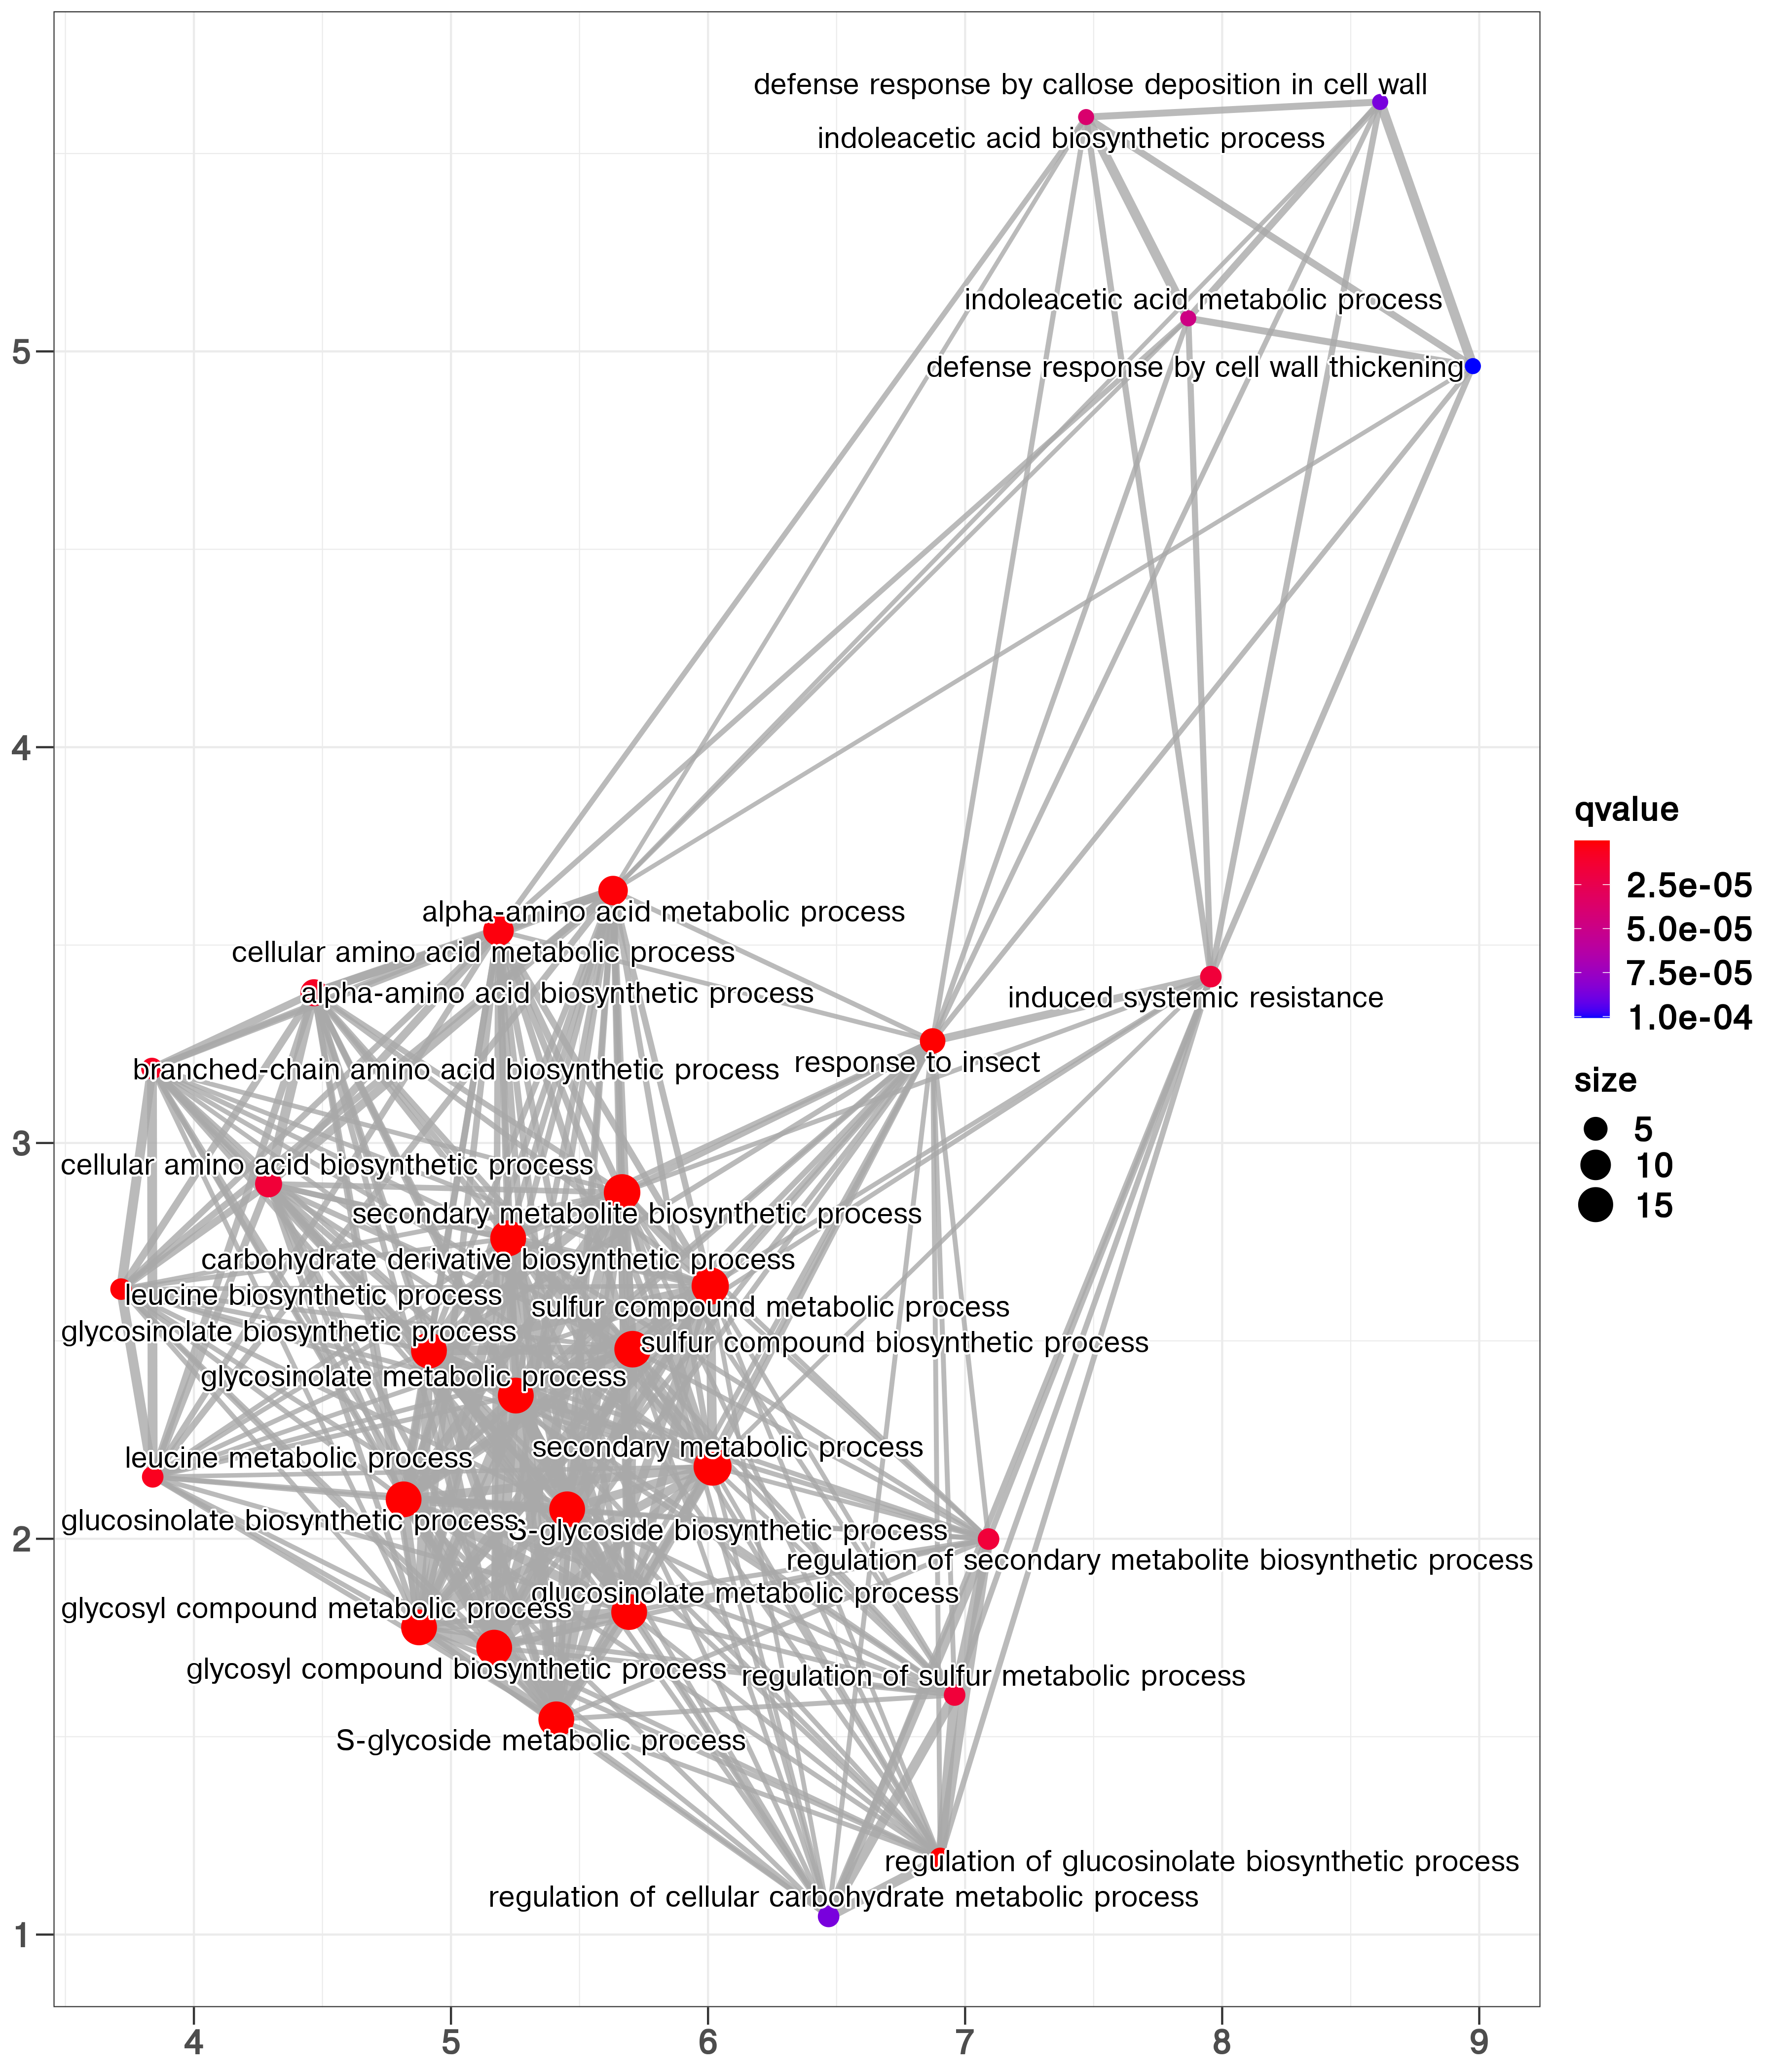 defense response by callose deposition in cell wall
indoleacetic acid biosynthetic process
indoleacetic acid metabolic process
5
defense response by cell wall thickening
4
qvalue
2.5e-05
5.0e-05
7.5e-05
1.0e-04
alpha-amino acid metabolic process
cellular amino acid metabolic process
alpha-amino acid biosynthetic process
induced systemic resistance
response to insect
branched-chain amino acid biosynthetic process
size
5
10
15
3
cellular amino acid biosynthetic process
secondary metabolite biosynthetic process
carbohydrate derivative biosynthetic process
leucine biosynthetic process
sulfur compound metabolic process
glycosinolate biosynthetic process
sulfur compound biosynthetic process
glycosinolate metabolic process
secondary metabolic process
leucine metabolic process
glucosinolate biosynthetic process
S-glycoside biosynthetic process
2
regulation of secondary metabolite biosynthetic process
glucosinolate metabolic process
glycosyl compound metabolic process
glycosyl compound biosynthetic process
regulation of sulfur metabolic process
S-glycoside metabolic process
regulation of glucosinolate biosynthetic process
regulation of cellular carbohydrate metabolic process
1
4 5 6 7 8 9